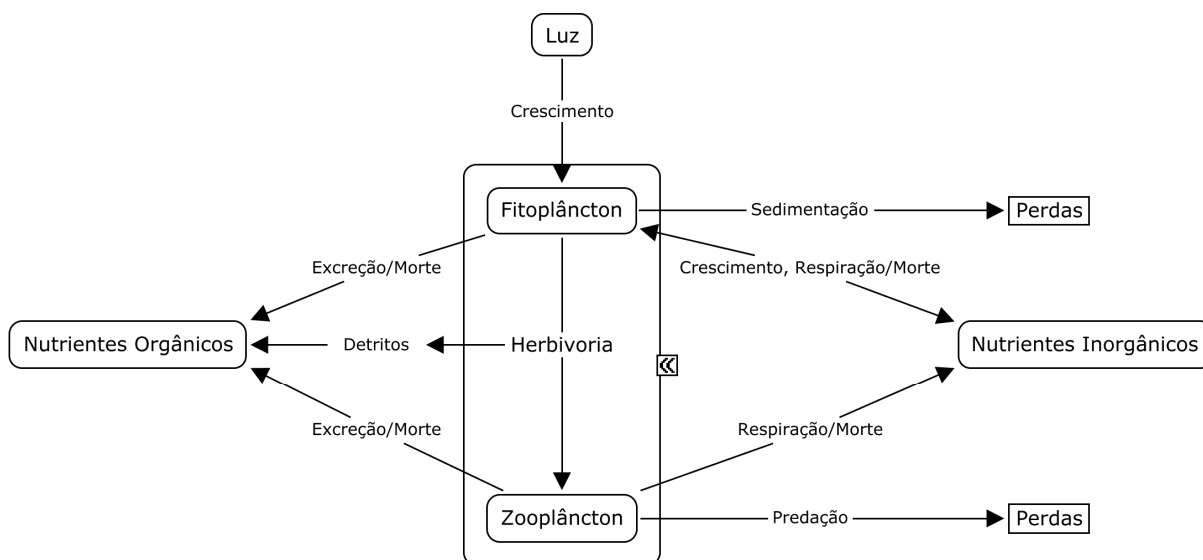 Luz
Crescimento
Fitoplâncton
Sedimentação
Perdas
Excreção/Morte
Crescimento, Respiração/Morte
Nutrientes Orgânicos
Detritos
Herbivoria
Nutrientes Inorgânicos
Excreção/Morte
Respiração/Morte
Zooplâncton
Predação
Perdas